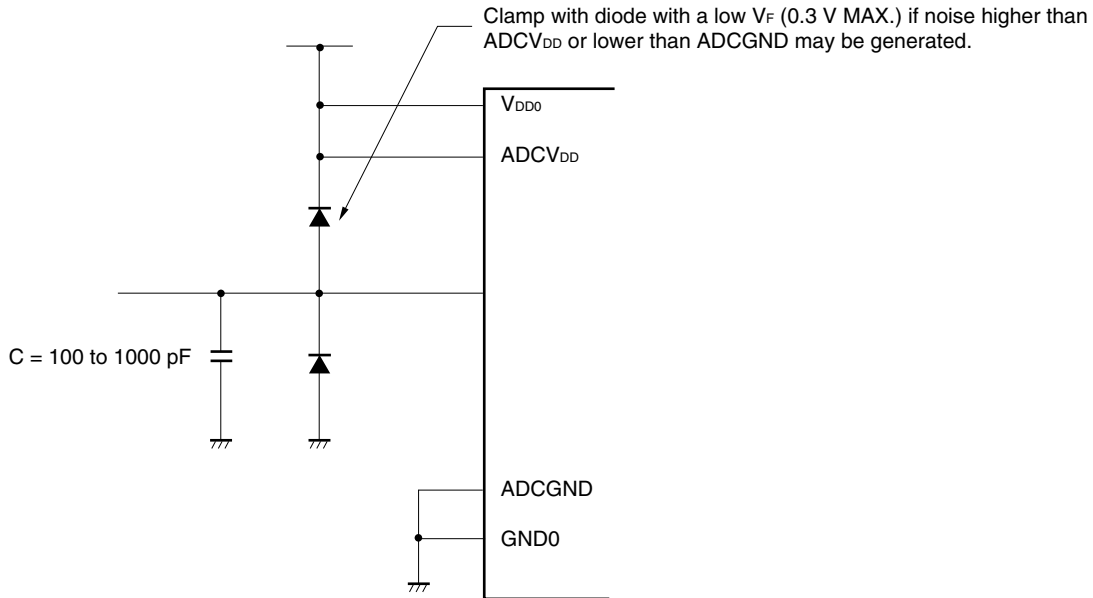 Clamp with diode with a low VF (0.3 V MAX.) if noise higher than
ADCVDD or lower than ADCGND may be generated.
VDD0
ADCVDD
C = 100 to 1000 pF
ADCGND
GND0